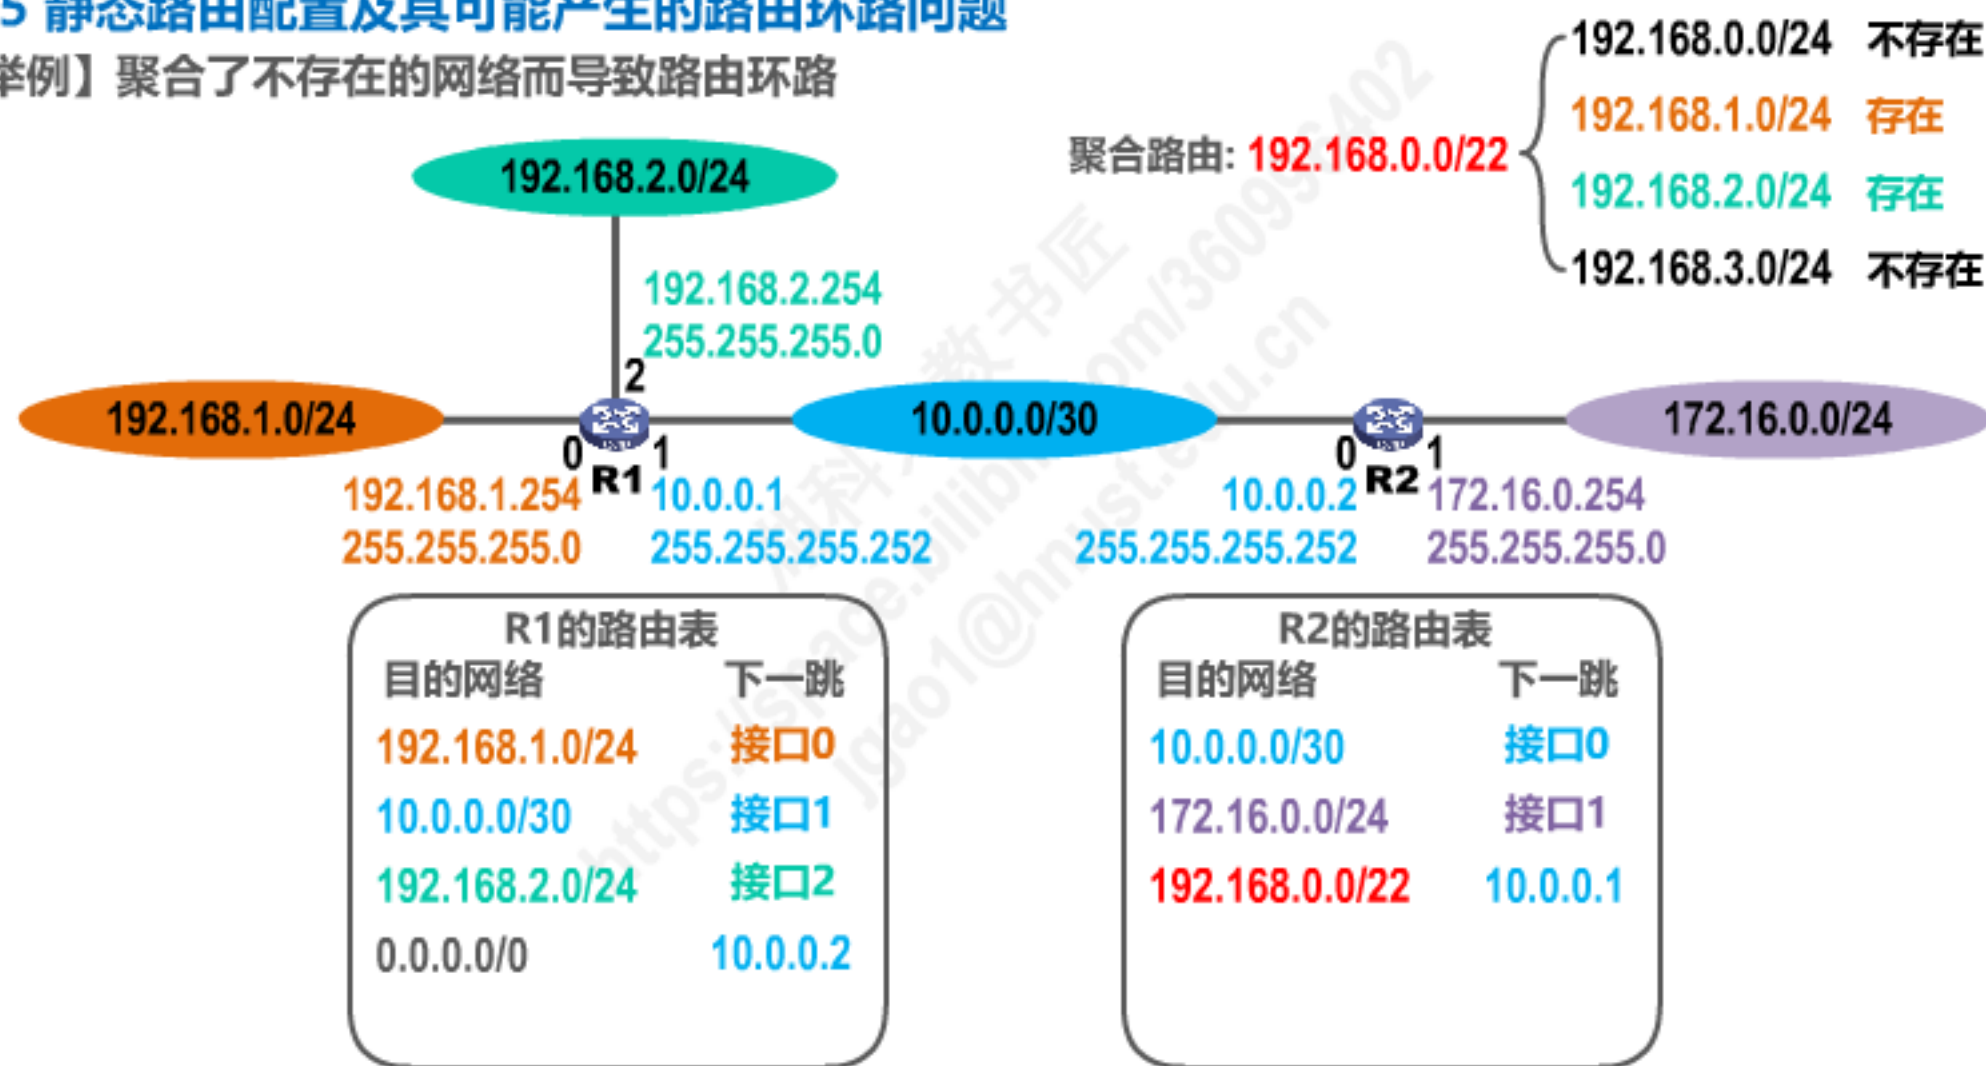 5 静态路由配置及其可能产生的路由环路问题
举例】聚合了不存在的网络而导致路由环路
聚合路由: 192.168.0.0/22
192.168.0.0/24 不存在
192.168.1.0/24 存在
192.168.2.0/24 存在
192.168.3.0/24 不存在
192.168.2.0/24
192.168.2.254
255.255.255.0
2
192.168.1.0/24
10.0.0.0/30
172.16.0.0/24
0 R1 1
0 R2 1
192.168.1.254
255.255.255.0
10.0.0.1
255.255.255.252
10.0.0.2
255.255.255.252
172.16.0.254
255.255.255.0
R1的路由表
目的网络 下一跳
192.168.1.0/24 接口0
10.0.0.0/30 接口1
192.168.2.0/24 接口2
0.0.0.0/0 10.0.0.2
R2的路由表
目的网络 下一跳
10.0.0.0/30 接口0
172.16.0.0/24 接口1
192.168.0.0/22 10.0.0.1
jgao1@hnust.edu.cn